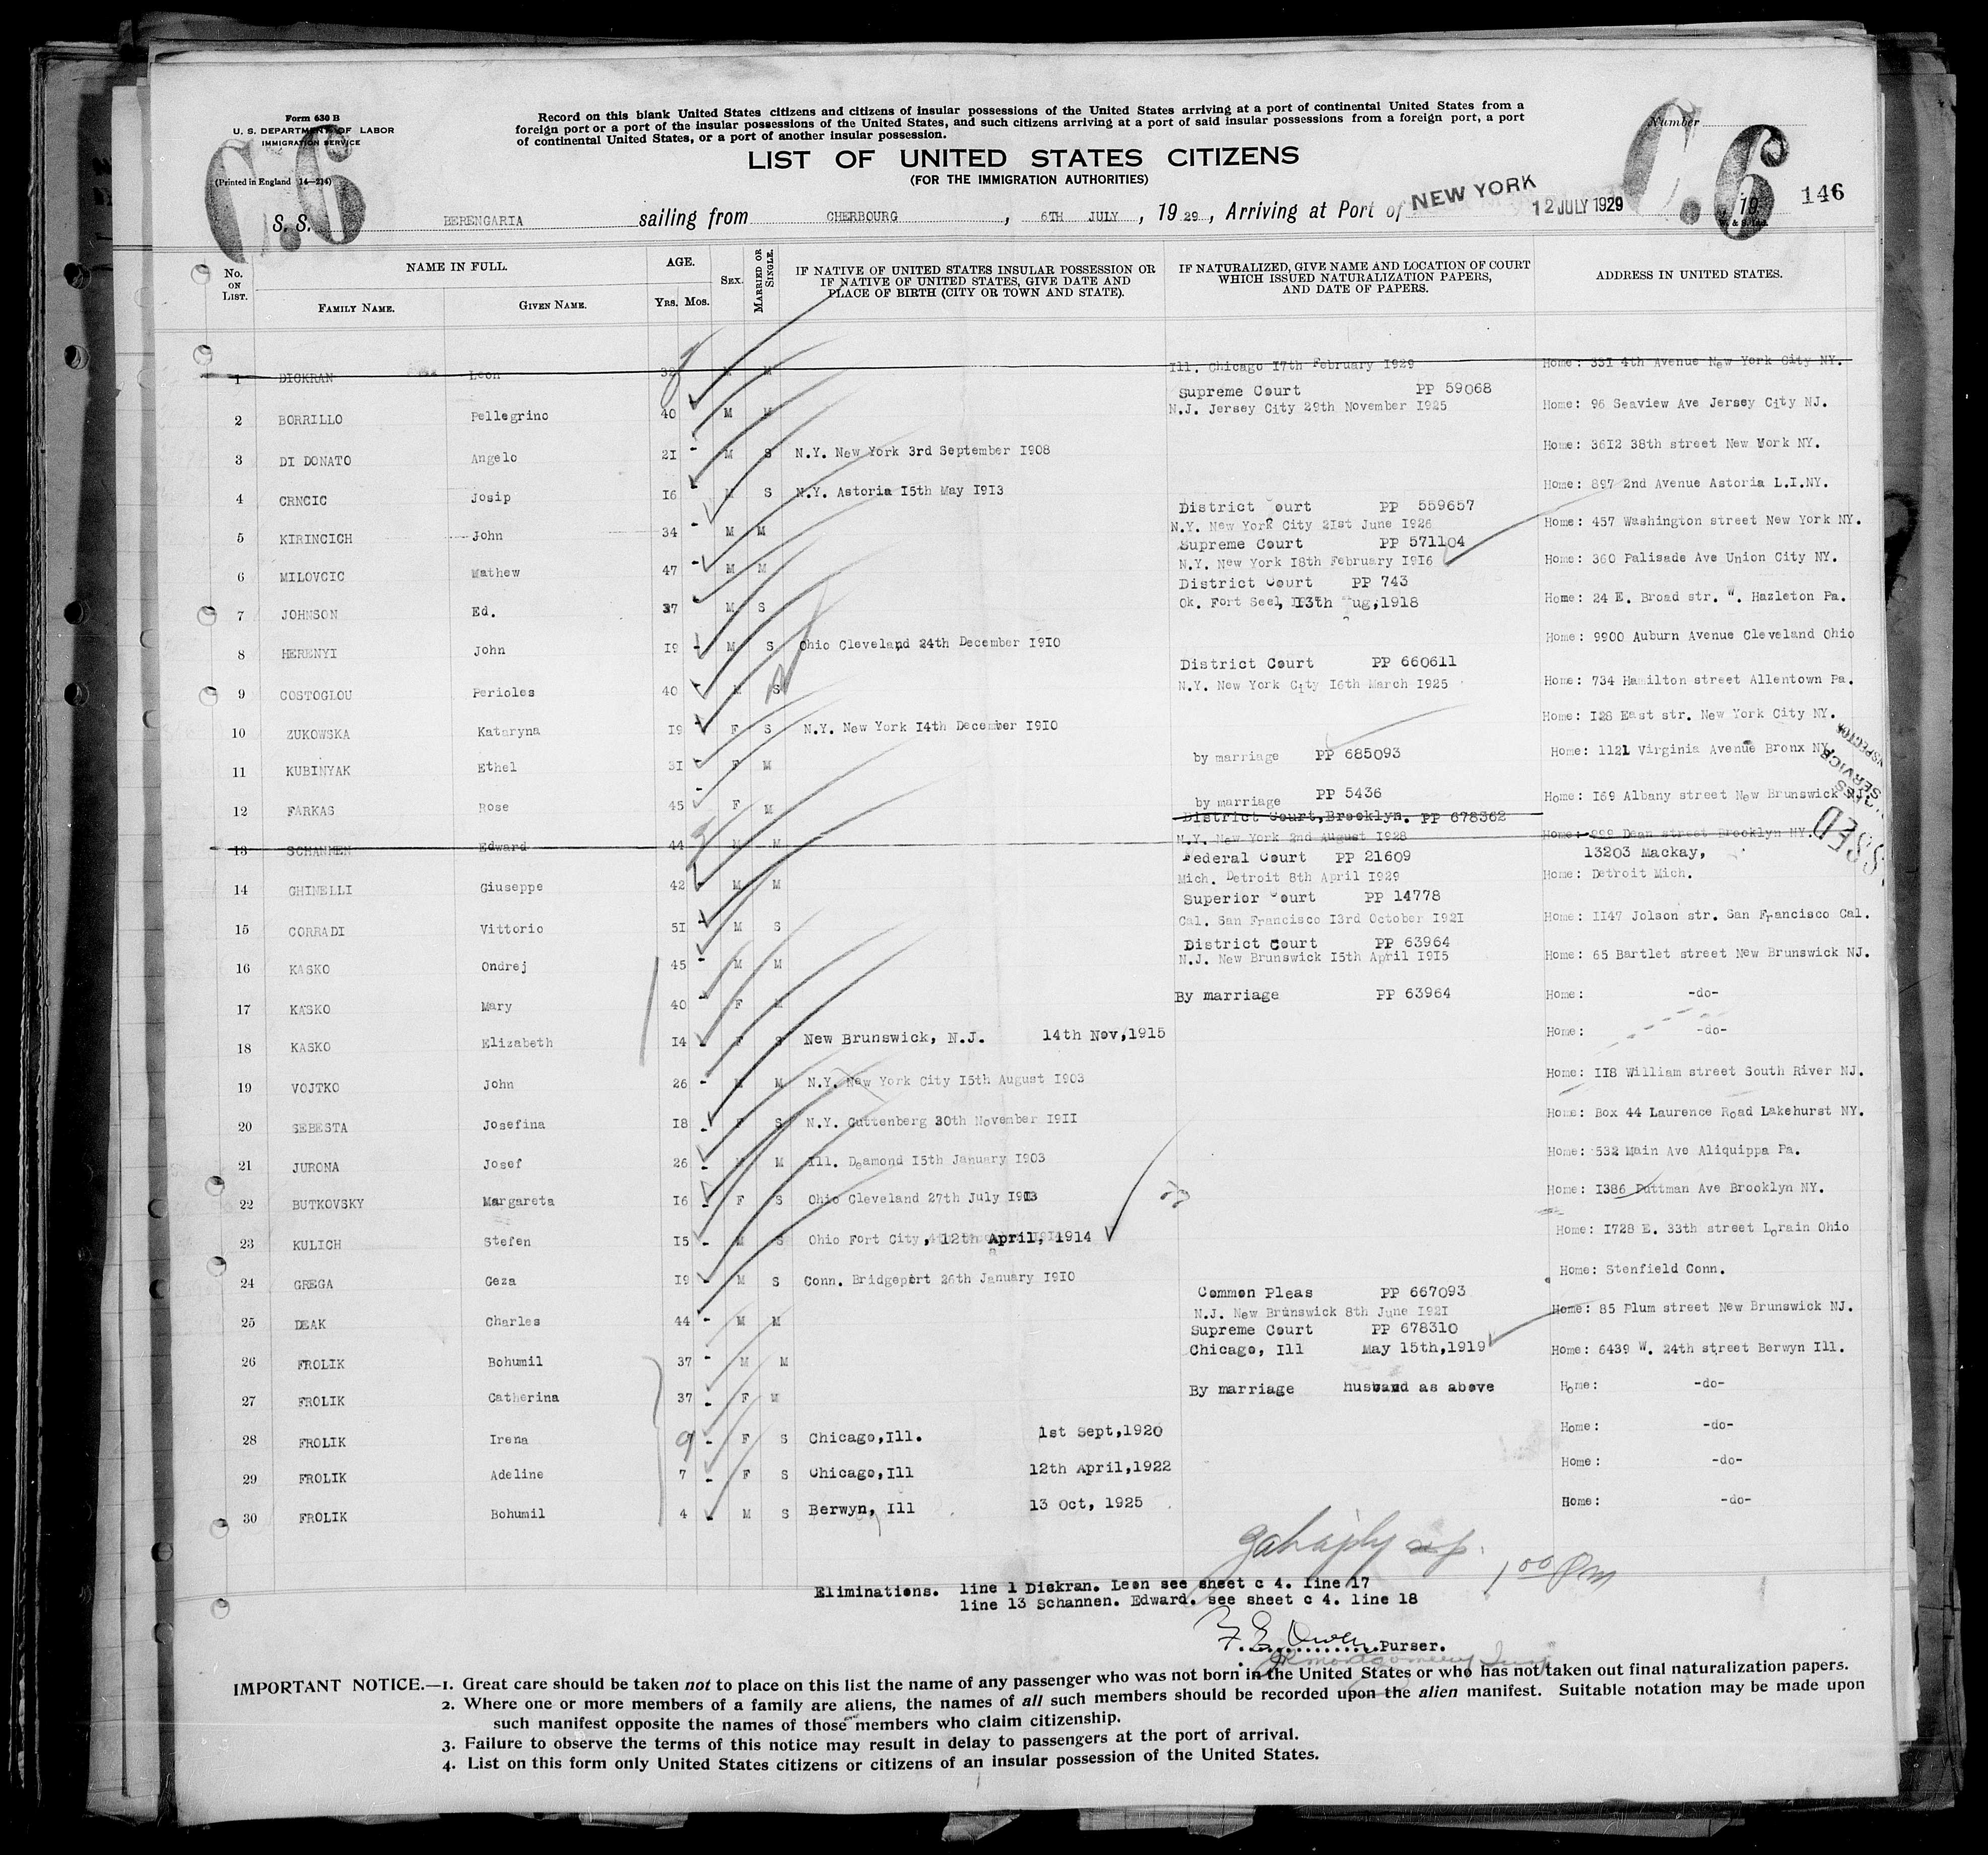 Form 630 B
U. S. DEPARTMENT OF LABOR
IMMIGRATION SERVICE
(Printed in England 14—214)
C.6
Record on this blank United States citizens and citizens of insular possessions of the United States arriving at a port of continental United States from a
foreign port or a port of the insular possessions of the United States, and such citizens arriving at a port of said insular possessions from a foreign port, a port
of continental United States, or a port of another insular possession.
Number
C.6
LIST OF UNITED STATES CITIZENS
(FOR THE IMMIGRATION AUTHORITIES)
146
S. S. BERENGARIA sailing from CHERBOURG, 6TH JULY, 1929, Arriving at Port of NEW YORK 12 JULY 1929 19
No. ON LIST. NAME IN FULL. FAMILY NAME. GIVEN NAME. AGE. YRS. MOS. SEX. MARRIED OR SINGLE. IF NATIVE OF UNITED STATES INSULAR POSSESSION OR IF NATIVE OF UNITED STATES, GIVE DATE AND PLACE OF BIRTH (CITY OR TOWN AND STATE). IF NATURALIZED, GIVE NAME AND LOCATION OF COURT WHICH ISSUED NATURALIZATION PAPERS, AND DATE OF PAPERS. ADDRESS IN UNITED STATES.
1 DICKRAN Leon 32 M M Ill. Chicago 17th February 1929 Home: 351 4th Avenue New York City NY.
Supreme Court PP 59068
2 BORRILLO Pellegrino 40 M M N.J. Jersey City 29th November 1925 Home: 96 Seaview Ave Jersey City NJ.
3 DI DONATO Angelo 21 - M S N.Y. New York 3rd September 1908 Home: 3612 38th street New Work NY.
4 CRNCIC Josip 16 - M S N.Y. Astoria 15th May 1913 Home: 897 2nd Avenue Astoria L.I.NY.
District Court PP 559657
5 KIRINCICH John 34 - M M N.Y. New York City 21st June 1926 Home: 457 Washington street New York NY.
Supreme Court PP 571104
6 MILOVCIC Mathew 47 - M M N.Y. New York 18th February 1916 Home: 360 Palisade Ave Union City NY.
District Court PP 743
7 JOHNSON Ed. 37 - M S Ok. Fort Seel, 13th Aug, 1918 Home: 24 E. Broad str. W. Hazleton Pa.
8 HERENYI John 19 - M S Ohio Cleveland, 24th December 1910 Home: 9900 Auburn Avenue Cleveland Ohio
District Court PP 660611
9 COSTOGLOU Perioles 40 - M S N.Y. New York City 16th March 1925 Home: 734 Hamilton street Allentown Pa.
10 ZUKOWSKA Kataryna 19 - F S N.Y. New York 14th December 1910 Home: 128 East str. New York City NY.
11 KUBINYAK Ethel 31 - F M by marriage PP 685093 Home: 1121 Virginia Avenue Bronx NY
12 FARKAS Rose 45 - F M by marriage PP 5436 Home: 169 Albany street New Brunswick NJ.
District Court, Brooklyn. PP 678362
13 SCHANNEN Edward 44 M M N.Y. New York 2nd August 1928 Home: 999 Dean street Brooklyn NY.
Federal Court PP 21609 13203 Mackay,
14 GHINELLI Giuseppe 42 - M M Mich. Detroit 8th April 1929 Home: Detroit Mich.
Superior Court PP 14778
15 CORRADI Vittorio 51 - M S Cal. San Francisco 13rd October 1921 Home: 1147 Jolson str. San Francisco Cal.
District Court PP 63964
16 KASKO Ondrej 45 - M M N.J. New Brunswick 15th April 1915 Home: 65 Bartlet street New Brunswick NJ.
17 KASKO Mary 40 - F M By marriage PP 63964 Home: -do-
18 KASKO Elizabeth 14 - F S New Brunswick, N.J. 14th Nov, 1915 Home: -do-
19 VOJTKO John 26 - M M N.Y. New York City 15th August 1903 Home: 118 William street South River NJ.
20 SEBESTA Josefina 18 - F S N.Y. Guttenberg 30th November 1911 Home: Box 44 Laurence Road Lakehurst NY.
21 JURONA Josef 26 - M M Ill. Deamond 15th January 1903 Home: 532 Main Ave Aliquippa Pa.
22 BUTKOVSKY Margareta 16 - F S Ohio Cleveland 27th July 1913 Home: 1386 Puttman Ave Brooklyn NY.
23 KULICH Stefen 15 - M S Ohio Fort City, 12th April, 1914 Home: 1728 E. 33th street Lorain Ohio
24 GREGA Geza 19 - M S Conn. Bridgeport 26th January 1910 Home: Stenfield Conn.
Common Pleas PP 667093
25 DEAK Charles 44 - M M N.J. New Brunswick 8th June 1921 Home: 85 Plum street New Brunswick NJ.
Supreme Court PP 678310
26 FROLIK Bohumil 37 - M M Chicago, Ill May 15th, 1919 Home: 6439 W. 24th street Berwyn Ill.
27 FROLIK Catherina 37 - F M By marriage husband as above Home: -do-
28 FROLIK Irena 9 - F S Chicago, Ill. 1st Sept, 1920 Home: -do-
29 FROLIK Adeline 7 - F S Chicago, Ill 12th April, 1922 Home: -do-
30 FROLIK Bohumil 4 - M S Berwyn, Ill 13 Oct, 1925 Home: -do-
1 00 Pm
Eliminations. line 1 Dickran. Leon see sheet c 4. line 17
line 13 Schannen. Edward. see sheet c 4. line 18
F. E. Owen Purser.
IMPORTANT NOTICE.—1. Great care should be taken not to place on this list the name of any passenger who was not born in the United States or who has not taken out final naturalization papers.
2. Where one or more members of a family are aliens, the names of all such members should be recorded upon the alien manifest. Suitable notation may be made upon
such manifest opposite the names of those members who claim citizenship.
3. Failure to observe the terms of this notice may result in delay to passengers at the port of arrival.
4. List on this form only United States citizens or citizens of an insular possession of the United States.